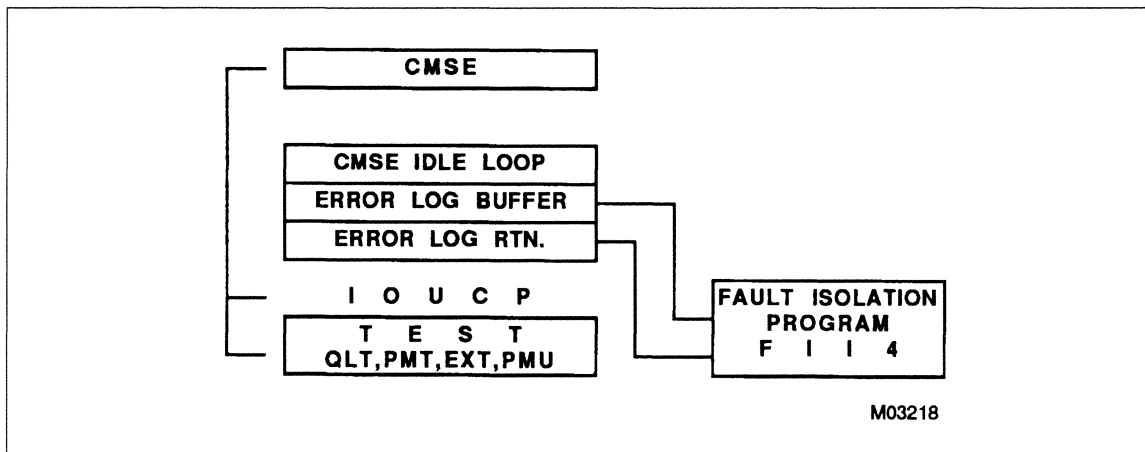 CMSE
CMSE IDLE LOOP
ERROR LOG BUFFER
ERROR LOG RTN.
I O U C P
T E S T
QLT,PMT,EXT,PMU
FAULT ISOLATION
PROGRAM
F I I 4
M03218